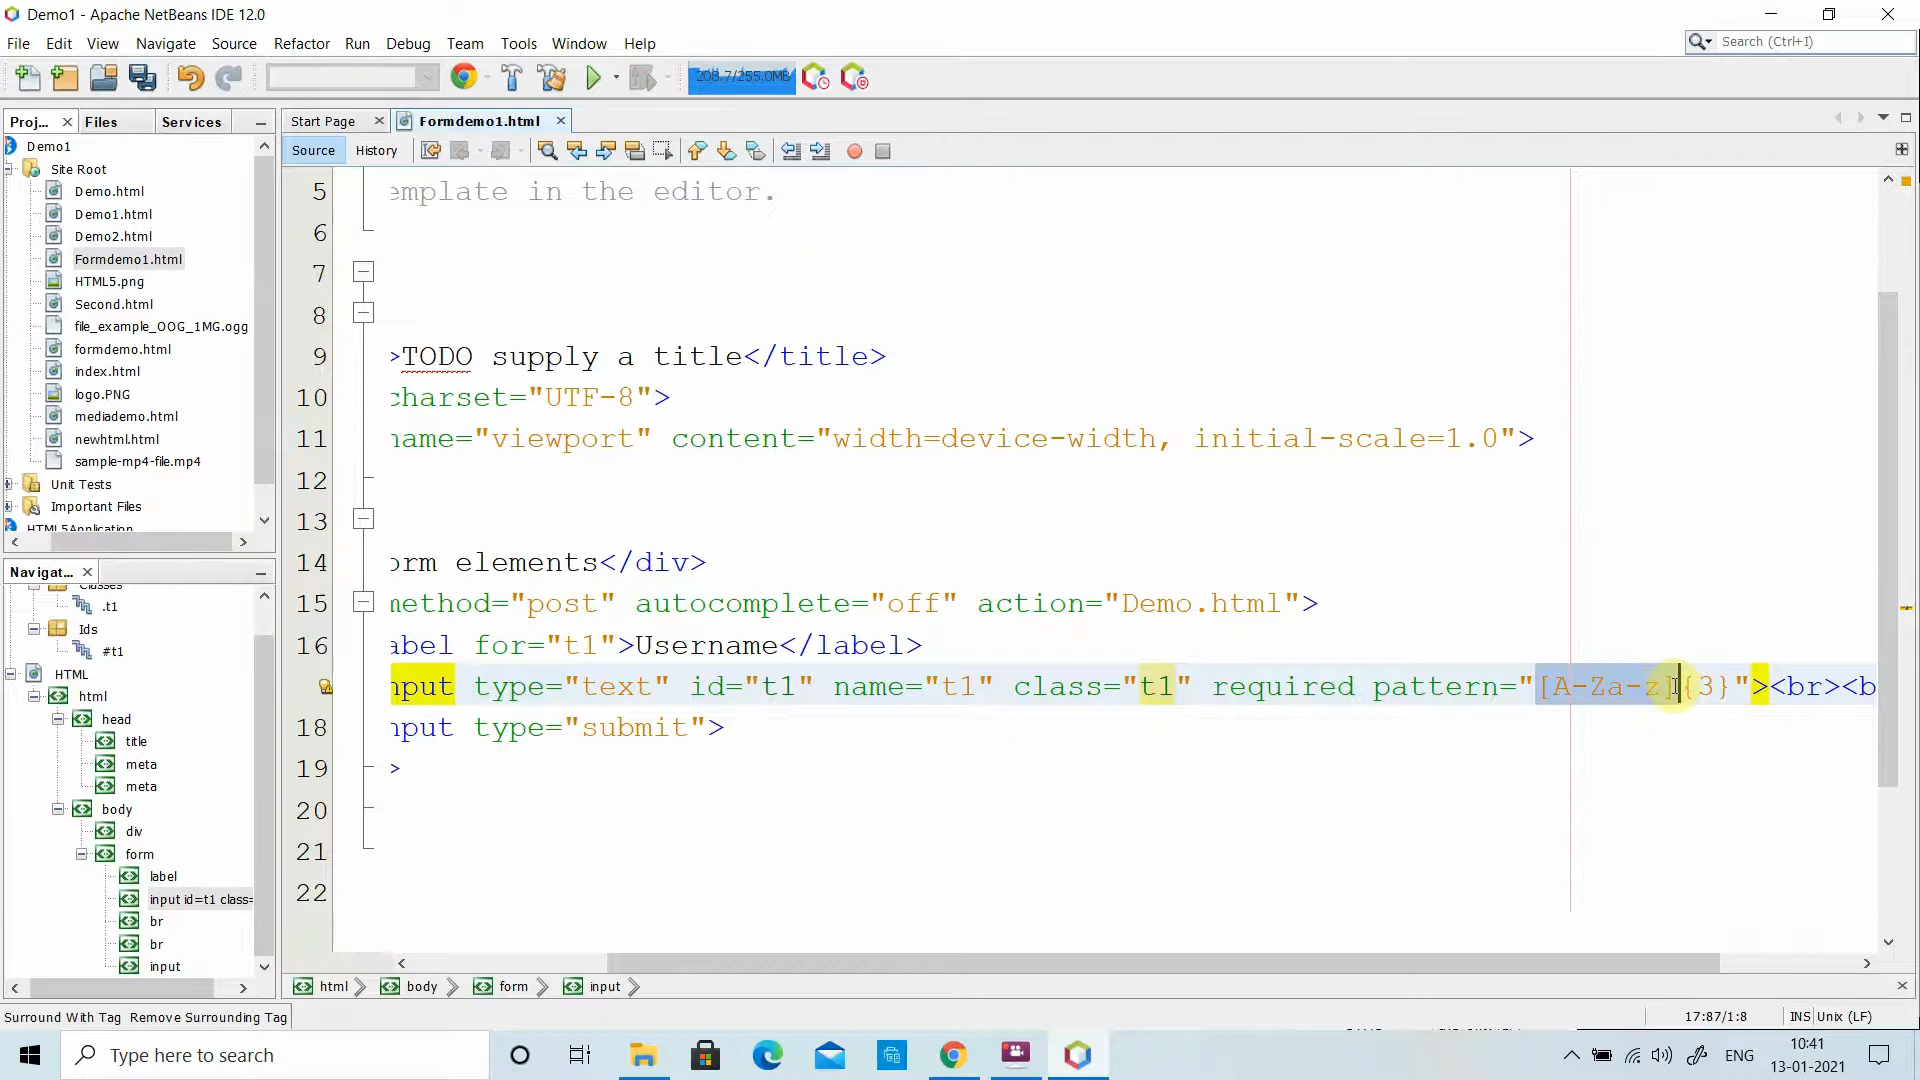 Demo1 - Apache NetBeans IDE 12.0
File Edit View Navigate Source Refactor Run Debug Team Tools Window Help
Search (Ctrl+I)
208.7/255.0MB
Proj... Files Services
Start Page Formdemo1.html
Source History
Demo1
Site Root
Demo.html
Demo1.html
Demo2.html
Formdemo1.html
HTML5.png
Second.html
file_example_OOG_1MG.ogg
formdemo.html
index.html
logo.PNG
mediademo.html
newhtml.html
sample-mp4-file.mp4
Unit Tests
Important Files
HTML5Application
Navigat...
Classes
.t1
Ids
#t1
HTML
html
head
title
meta
meta
body
div
form
label
input id=t1 class=
br
br
input
5 emplate in the editor.
6
7
8
9 >TODO supply a title</title>
10 charset="UTF-8">
11 name="viewport" content="width=device-width, initial-scale=1.0">
12
13
14 orm elements</div>
15 method="post" autocomplete="off" action="Demo.html">
16 abel for="t1">Username</label>
nput type="text" id="t1" name="t1" class="t1" required pattern="[A-Za-z]{3}"><br><b
18 nput type="submit">
19 >
20
21
22
html body form input
Surround With Tag Remove Surrounding Tag
17:87/1:8 INS Unix (LF)
Type here to search
ENG
10:41
13-01-2021